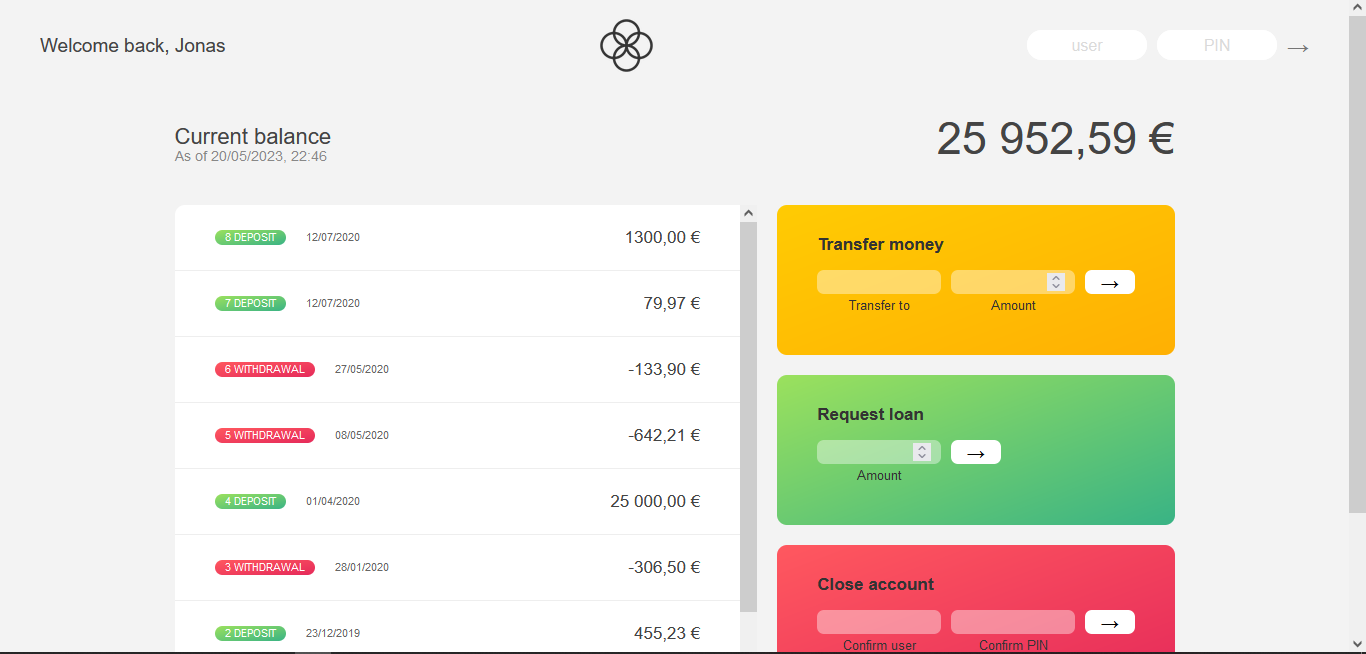 Welcome back, Jonas
user
PIN
→
Current balance
25 952,59 €
As of 20/05/2023, 22:46
8 DEPOSIT 12/07/2020 1300,00 €
7 DEPOSIT 12/07/2020 79,97 €
6 WITHDRAWAL 27/05/2020 -133,90 €
5 WITHDRAWAL 08/05/2020 -642,21 €
4 DEPOSIT 01/04/2020 25 000,00 €
3 WITHDRAWAL 28/01/2020 -306,50 €
2 DEPOSIT 23/12/2019 455,23 €
Transfer money
→
Transfer to Amount
Request loan
→
Amount
Close account
→
Confirm user Confirm PIN